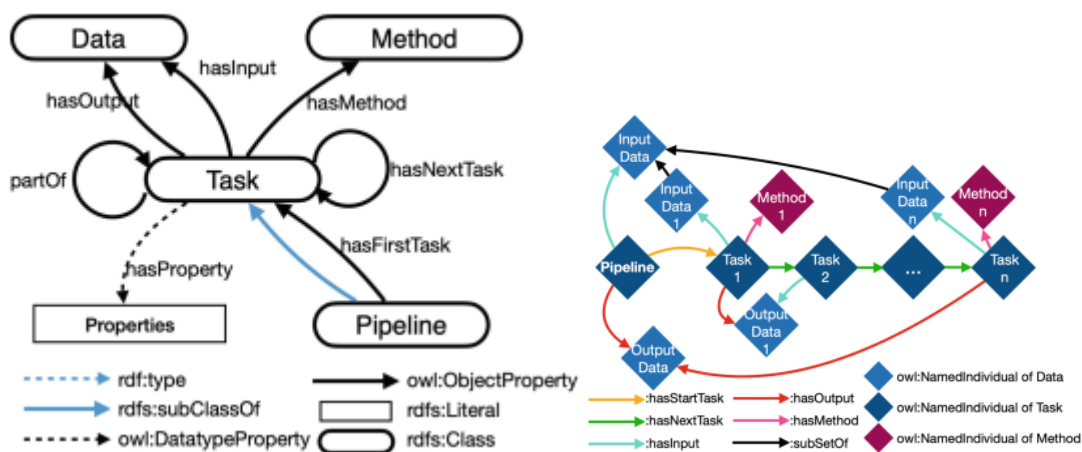 Data
Method
hasInput
hasOutput
hasMethod
partOf
Task
hasNextTask
hasFirstTask
hasProperty
Properties
Pipeline
rdf:type
owl:ObjectProperty
rdfs:subClassOf
rdfs:Literal
owl:DatatypeProperty
rdfs:Class
Input
Data
Input
Data
1
Method
1
Input
Data
n
Method
n
Pipeline
Task
1
Task
2
...
Task
n
Output
Data
1
Output
Data
:hasStartTask
:hasOutput
:hasNextTask
:hasMethod
:hasInput
:subSetOf
owl:NamedIndividual of Data
owl:NamedIndividual of Task
owl:NamedIndividual of Method